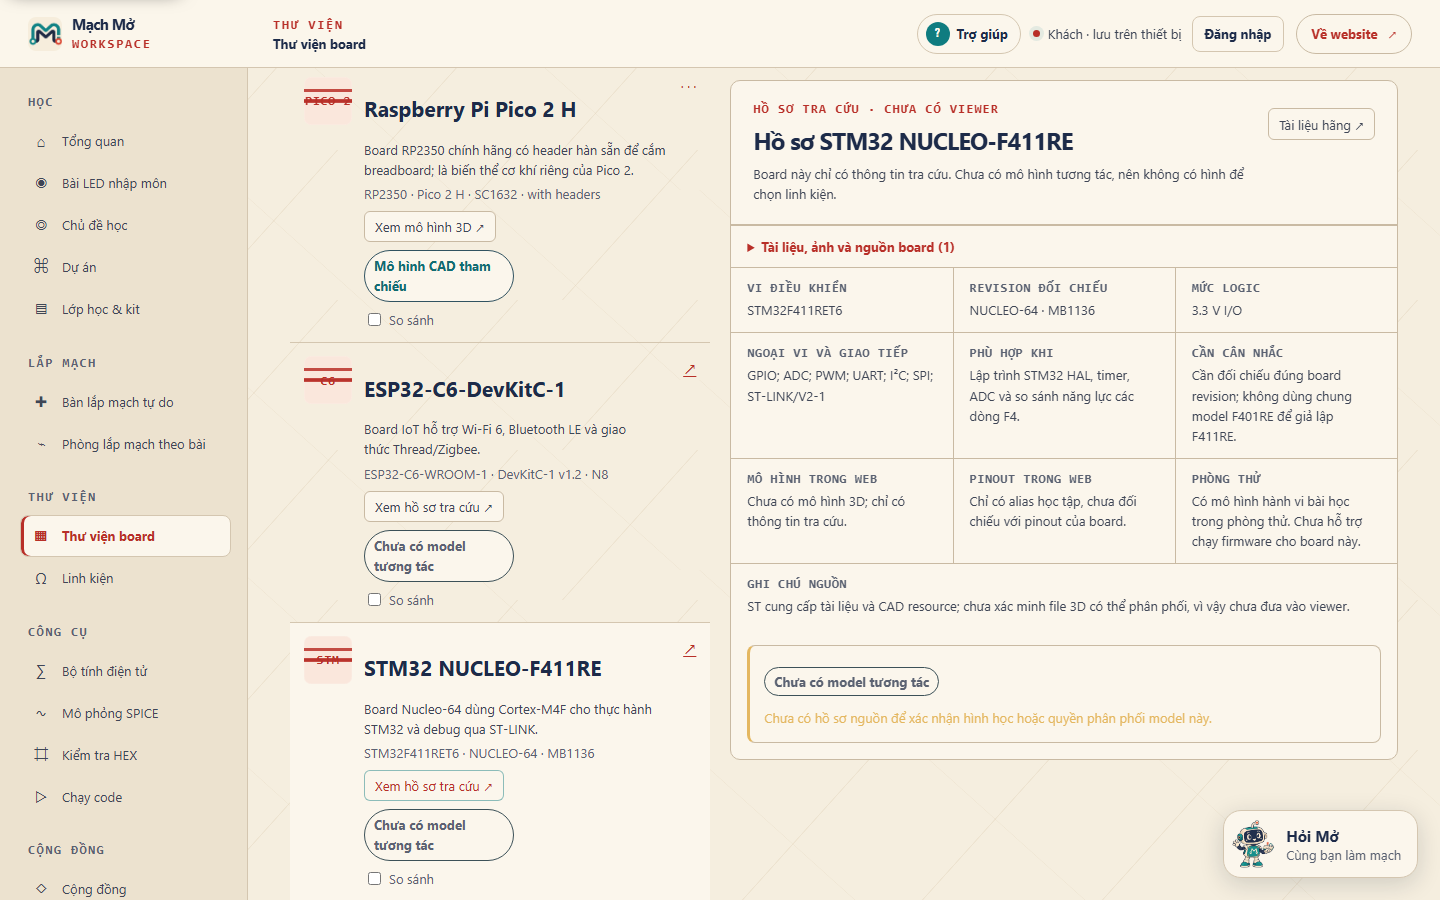 Mạch Mở
WORKSPACE
THƯ VIỆN
Thư viện board
? Trợ giúp
Khách · lưu trên thiết bị
Đăng nhập
Về website ↗
HỌC
Tổng quan
Bài LED nhập môn
Chủ đề học
Dự án
Lớp học & kit
LẮP MẠCH
Bàn lắp mạch tự do
Phòng lắp mạch theo bài
THƯ VIỆN
Thư viện board
Linh kiện
CÔNG CỤ
Bộ tính điện tử
Mô phỏng SPICE
Kiểm tra HEX
Chạy code
CỘNG ĐỒNG
Cộng đồng
PICO 2
...
Raspberry Pi Pico 2 H
Board RP2350 chính hãng có header hàn sẵn để cắm
breadboard; là biến thể cơ khí riêng của Pico 2.
RP2350 · Pico 2 H · SC1632 · with headers
Xem mô hình 3D ↗
Mô hình CAD tham
chiếu
So sánh
C6
↗
ESP32-C6-DevKitC-1
Board IoT hỗ trợ Wi-Fi 6, Bluetooth LE và giao
thức Thread/Zigbee.
ESP32-C6-WROOM-1 · DevKitC-1 v1.2 · N8
Xem hồ sơ tra cứu ↗
Chưa có model
tương tác
So sánh
STM
↗
STM32 NUCLEO-F411RE
Board Nucleo-64 dùng Cortex-M4F cho thực hành
STM32 và debug qua ST-LINK.
STM32F411RET6 · NUCLEO-64 · MB1136
Xem hồ sơ tra cứu ↗
Chưa có model
tương tác
So sánh
HỒ SƠ TRA CỨU · CHƯA CÓ VIEWER
Hồ sơ STM32 NUCLEO-F411RE
Board này chỉ có thông tin tra cứu. Chưa có mô hình tương tác, nên không có hình để
chọn linh kiện.
Tài liệu hãng ↗
▶ Tài liệu, ảnh và nguồn board (1)
VI ĐIỀU KHIỂN
STM32F411RET6
REVISION ĐỐI CHIẾU
NUCLEO-64 · MB1136
MỨC LOGIC
3.3 V I/O
NGOẠI VI VÀ GIAO TIẾP
GPIO; ADC; PWM; UART; I²C; SPI;
ST-LINK/V2-1
PHÙ HỢP KHI
Lập trình STM32 HAL, timer,
ADC và so sánh năng lực các
dòng F4.
CẦN CÂN NHẮC
Cần đối chiếu đúng board
revision; không dùng chung
model F401RE để giả lập
F411RE.
MÔ HÌNH TRONG WEB
Chưa có mô hình 3D; chỉ có
thông tin tra cứu.
PINOUT TRONG WEB
Chỉ có alias học tập, chưa đối
chiếu với pinout của board.
PHÒNG THỬ
Có mô hình hành vi bài học
trong phòng thử. Chưa hỗ trợ
chạy firmware cho board này.
GHI CHÚ NGUỒN
ST cung cấp tài liệu và CAD resource; chưa xác minh file 3D có thể phân phối, vì vậy chưa đưa vào viewer.
Chưa có model tương tác
Chưa có hồ sơ nguồn để xác nhận hình học hoặc quyền phân phối model này.
Hỏi Mở
Cùng bạn làm mạch